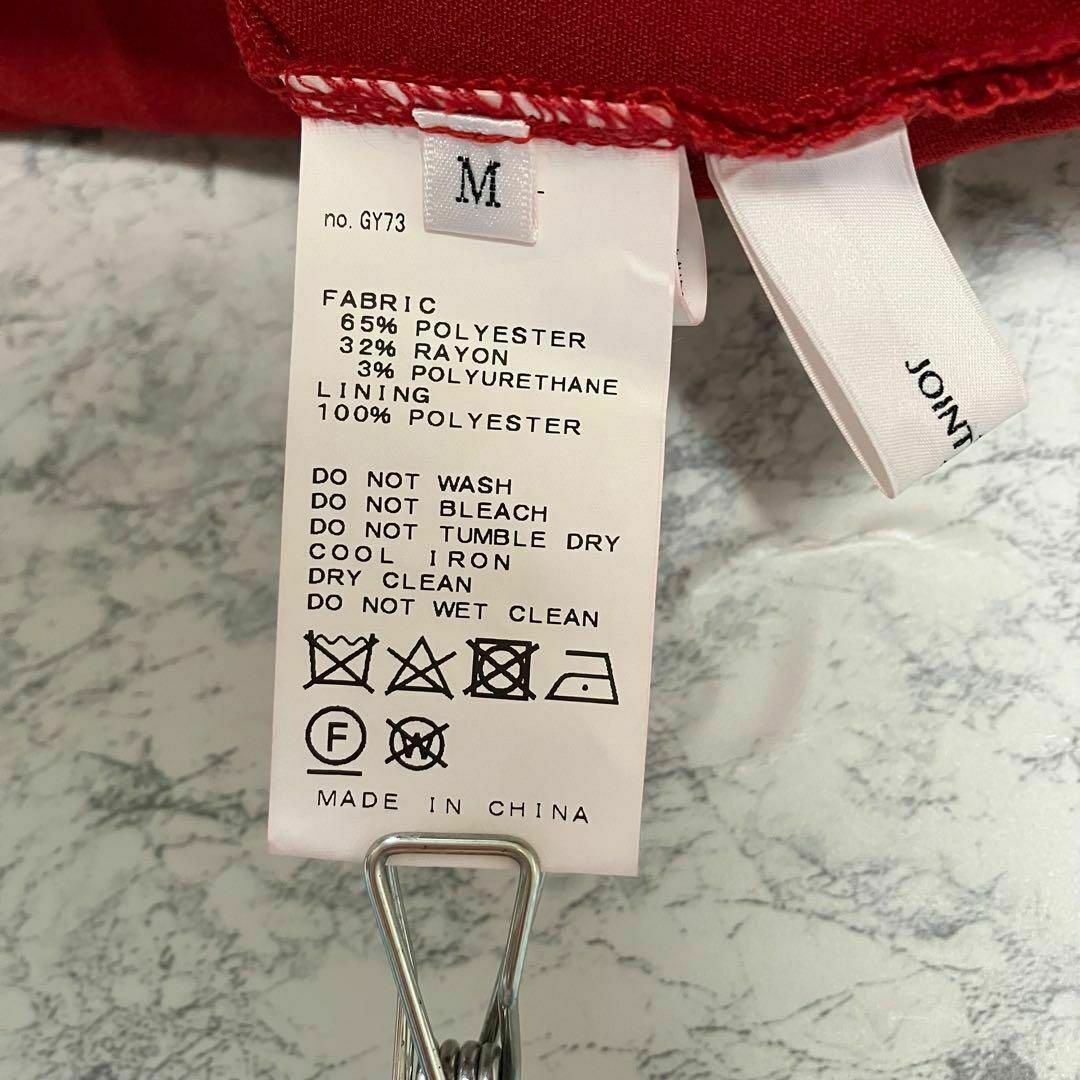 M
no. GY73
FABRIC
65% POLYESTER
32% RAYON
3% POLYURETHANE
LINING
100% POLYESTER
DO NOT WASH
DO NOT BLEACH
DO NOT TUMBLE DRY
COOL IRON
DRY CLEAN
DO NOT WET CLEAN
F
W
MADE IN CHINA
JOINT